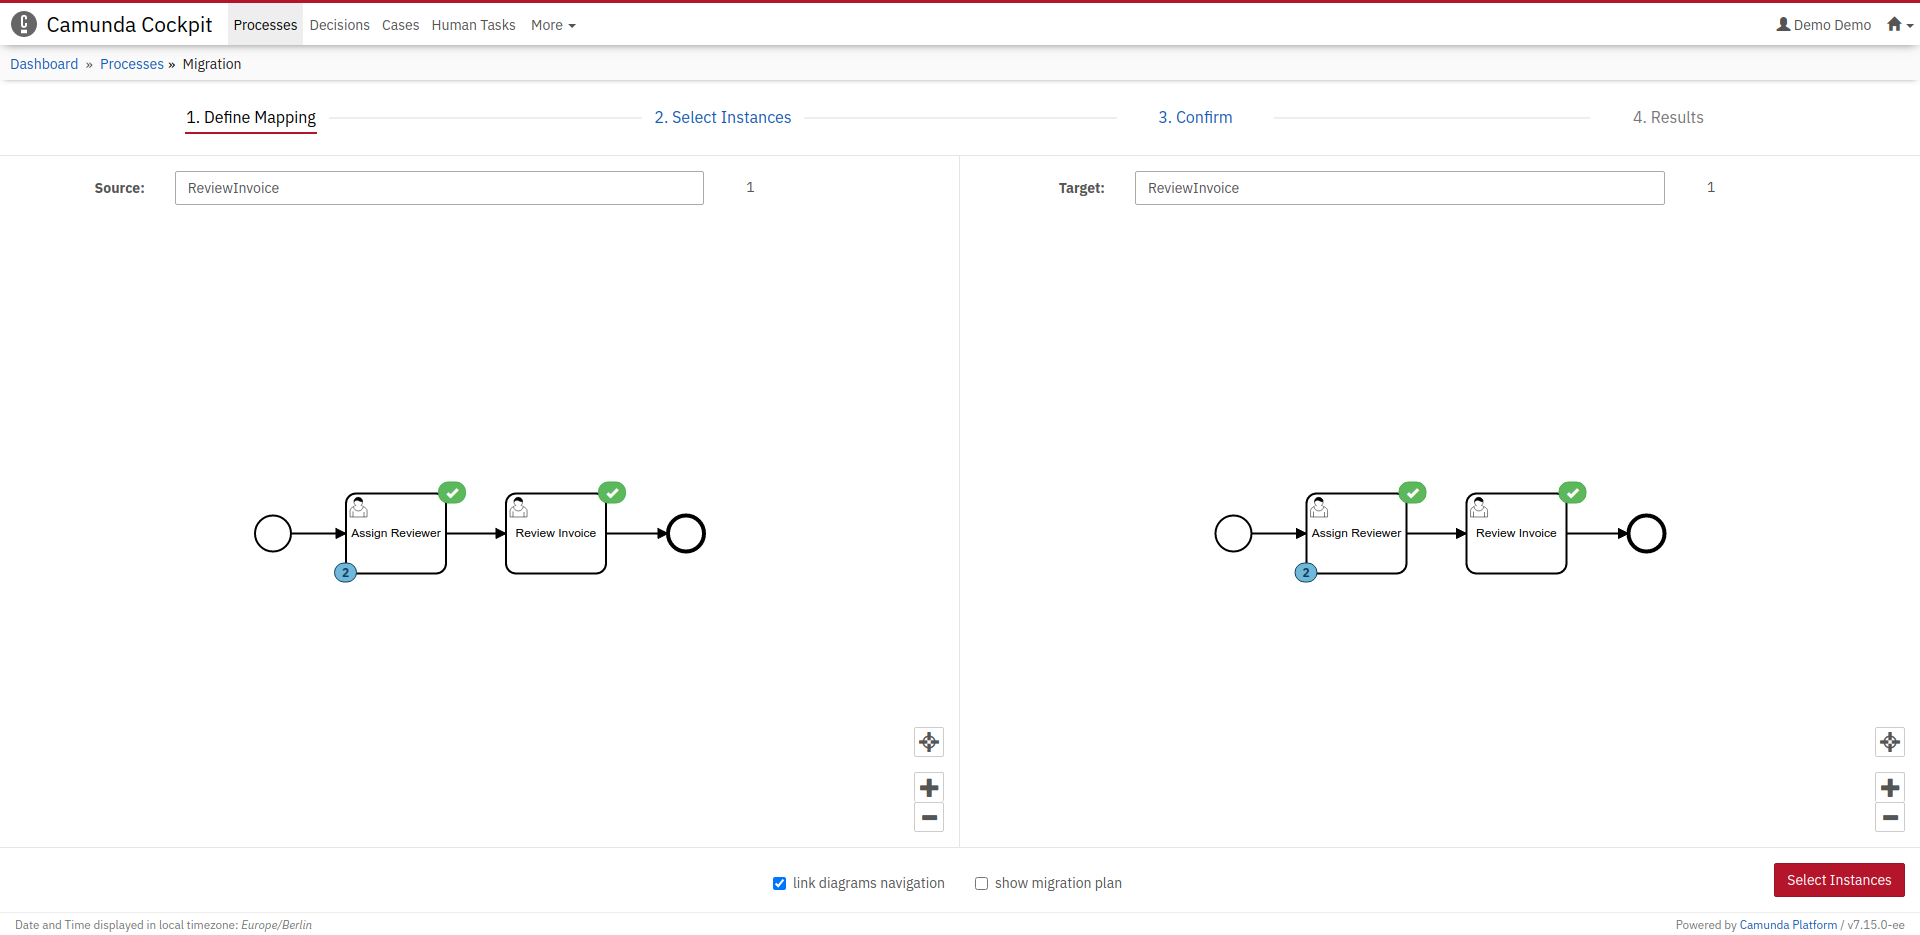 Camunda Cockpit Processes Decisions Cases Human Tasks More Demo Demo
Dashboard » Processes » Migration
1. Define Mapping 2. Select Instances 3. Confirm 4. Results
Source: ReviewInvoice 1 Target: ReviewInvoice 1
Assign Reviewer Review Invoice Assign Reviewer Review Invoice
2 2
link diagrams navigation show migration plan Select Instances
Date and Time displayed in local timezone: Europe/Berlin Powered by Camunda Platform / v7.15.0-ee